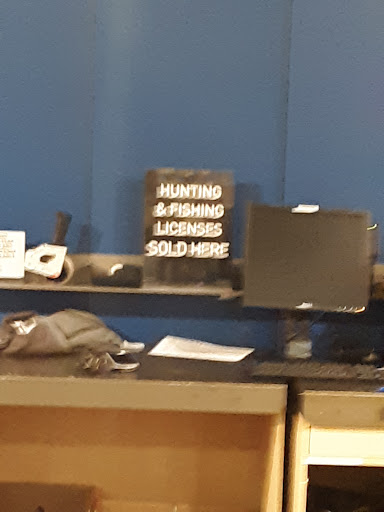 HUNTING
& FISHING
LICENSES
SOLD HERE